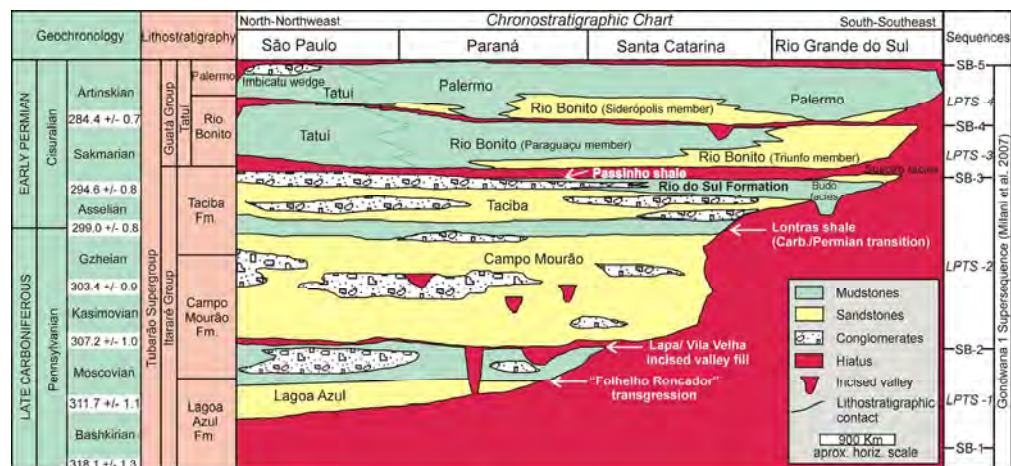 Geochronology
Lithostratigraphy
North-Northwest
Chronostratigraphic Chart
South-Southeast
Sequences
São Paulo
Paraná
Santa Catarina
Rio Grande do Sul
EARLY PERMIAN
Cisuralian
Artinskian
284.4 +/- 0.7
Sakmarian
294.6 +/- 0.8
Asselian
299.0 +/- 0.8
LATE CARBONIFEROUS
Pennsylvanian
Gzheian
303.4 +/- 0.9
Kasimovian
307.2 +/- 1.0
Moscovian
311.7 +/- 1.1
Bashkirian
318.1 +/- 1.3
Tubarão Supergroup
Guatá Group
Itararé Group
Tatuí
Palermo
Rio
Bonito
Taciba
Fm.
Campo
Mourão
Fm.
Lagoa
Azul
Fm
Imbicatu wedge
Tatuí
Palermo
Palermo
Rio Bonito (Siderópolis member)
Tatuí
Rio Bonito (Paraguaçu member)
Rio Bonito (Triunfo member)
Passinho shale
Rio do Sul Formation
Budo
facies
facies
Taciba
Lontras shale
(Carb./Permian transition)
Campo Mourão
Lapa/ Vila Velha
incised valley fill
"Folhelho Roncador"
transgression
Lagoa Azul
Mudstones
Sandstones
Conglomerates
Hiatus
Incised valley
Lithostratigraphic
contact
900 Km
aprox. horiz. scale
SB-5
LPTS -4
SB-4
LPTS -3
SB-3
LPTS -2
SB-2
LPTS -1
SB-1
Gondwana 1 Supersequence (Milani et al. 2007)